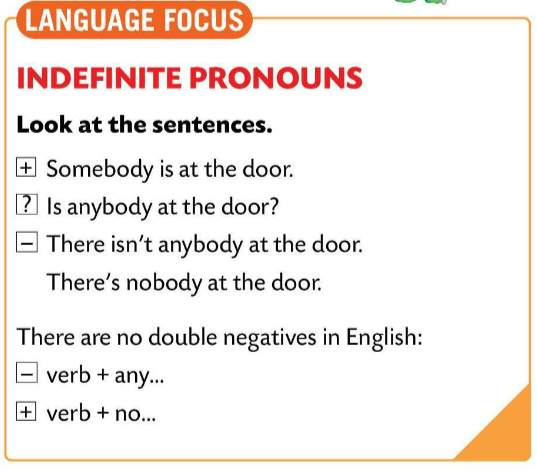 LANGUAGE FOCUS
INDEFINITE PRONOUNS
Look at the sentences.
+ Somebody is at the door.
? Is anybody at the door?
− There isn’t anybody at the door.
There’s nobody at the door.
There are no double negatives in English:
− verb + any...
+ verb + no...